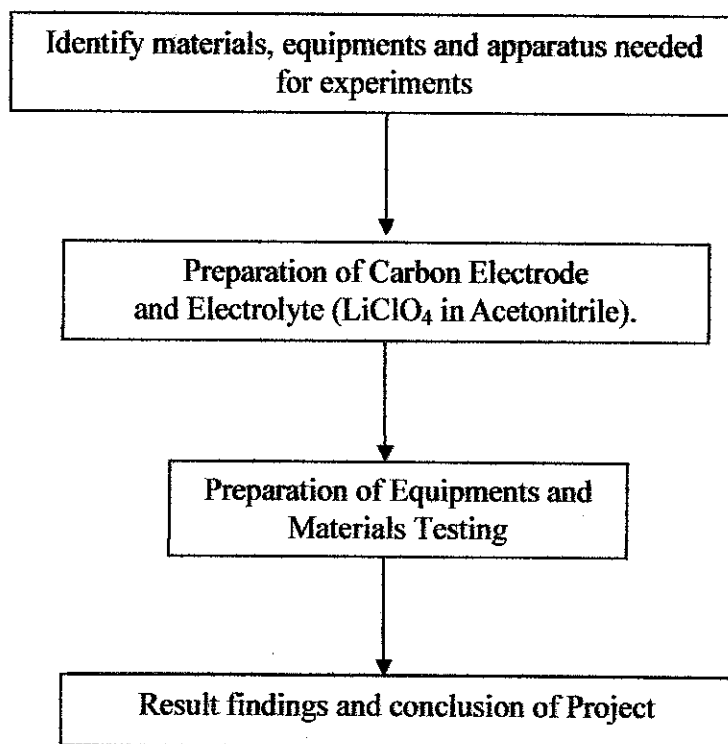 Identify materials, equipments and apparatus needed
for experiments
Preparation of Carbon Electrode
and Electrolyte (LiClO₄ in Acetonitrile).
Preparation of Equipments and
Materials Testing
Result findings and conclusion of Project